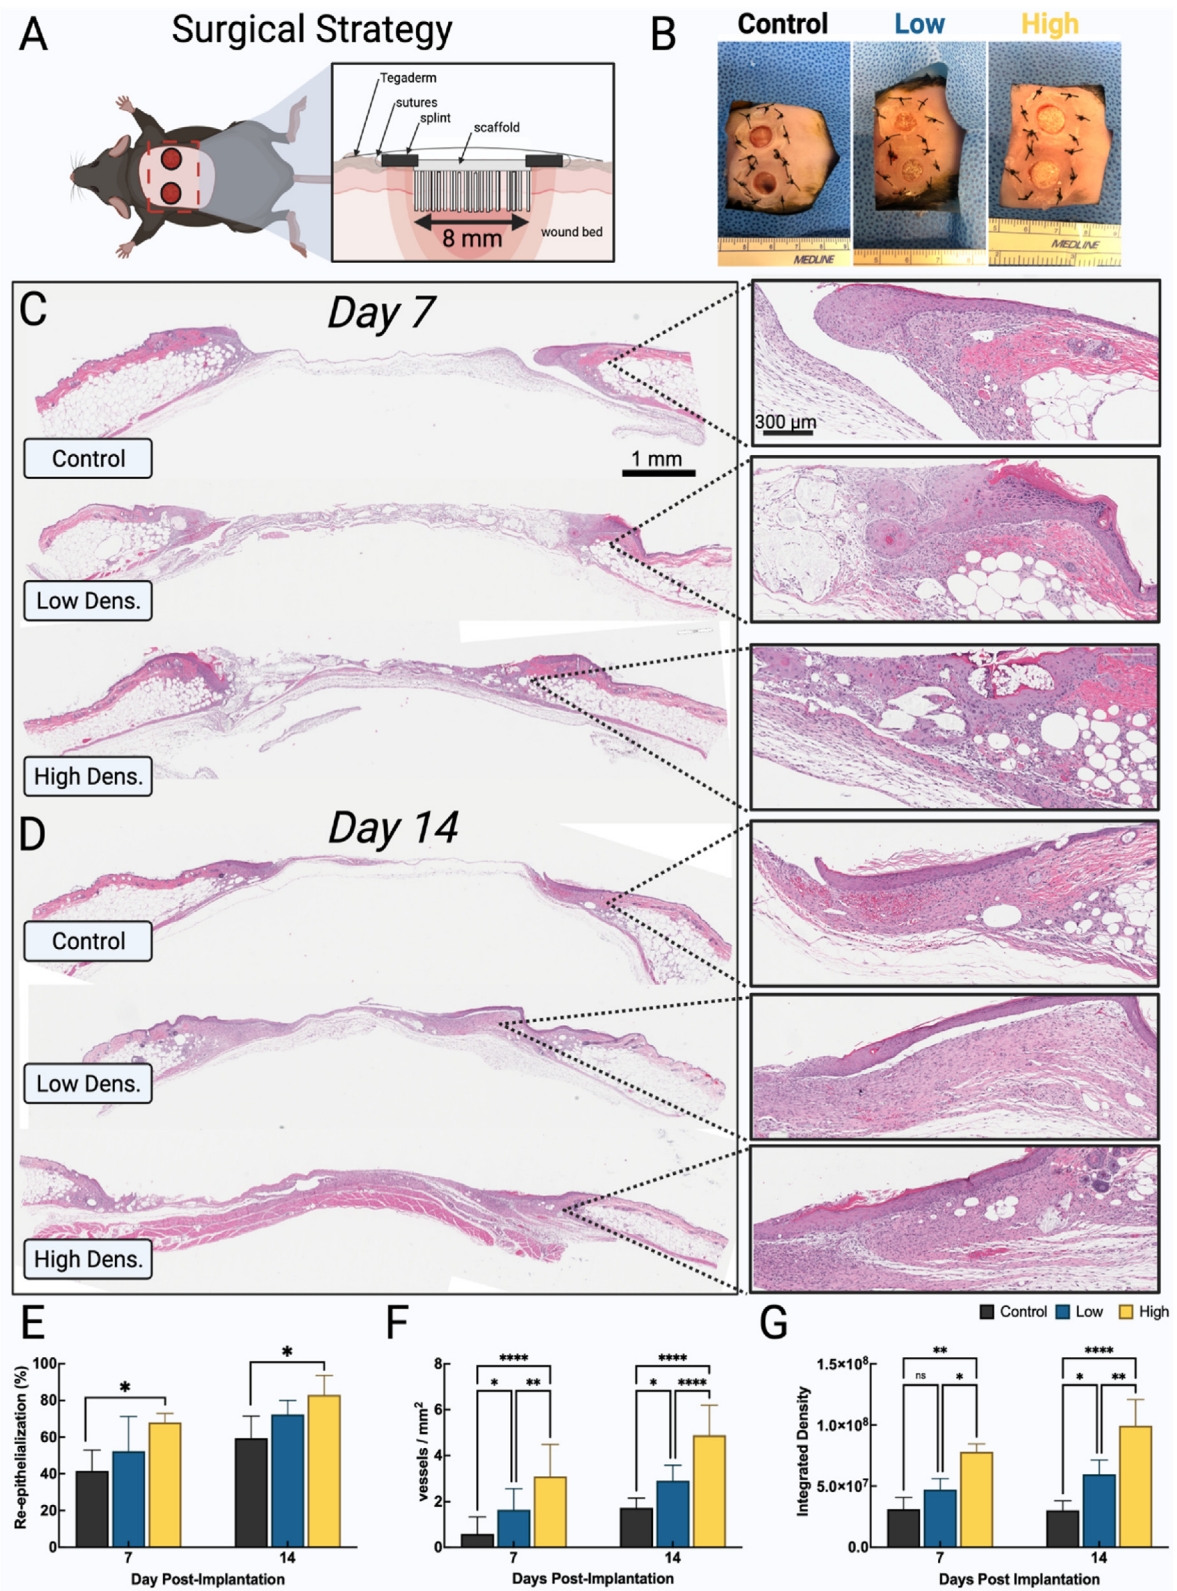 A
Surgical Strategy
Tegaderm
sutures
splint
scaffold
8 mm
wound bed
B
Control
Low
High
MEDLINE
MEDLINE
C
Day 7
Control
1 mm
300 µm
Low Dens.
High Dens.
D
Day 14
Control
Low Dens.
High Dens.
E
Re-epithelialization (%)
100
80
60
40
20
0
*
*
7
14
Day Post-Implantation
F
vessels / mm²
8
6
4
2
0
****
* **
****
* ****
7
14
Days Post-Implantation
G
Control Low High
Integrated Density
1.5×10⁸
1.0×10⁸
5.0×10⁷
0.0
**
ns *
****
* **
7
14
Days Post Implantation